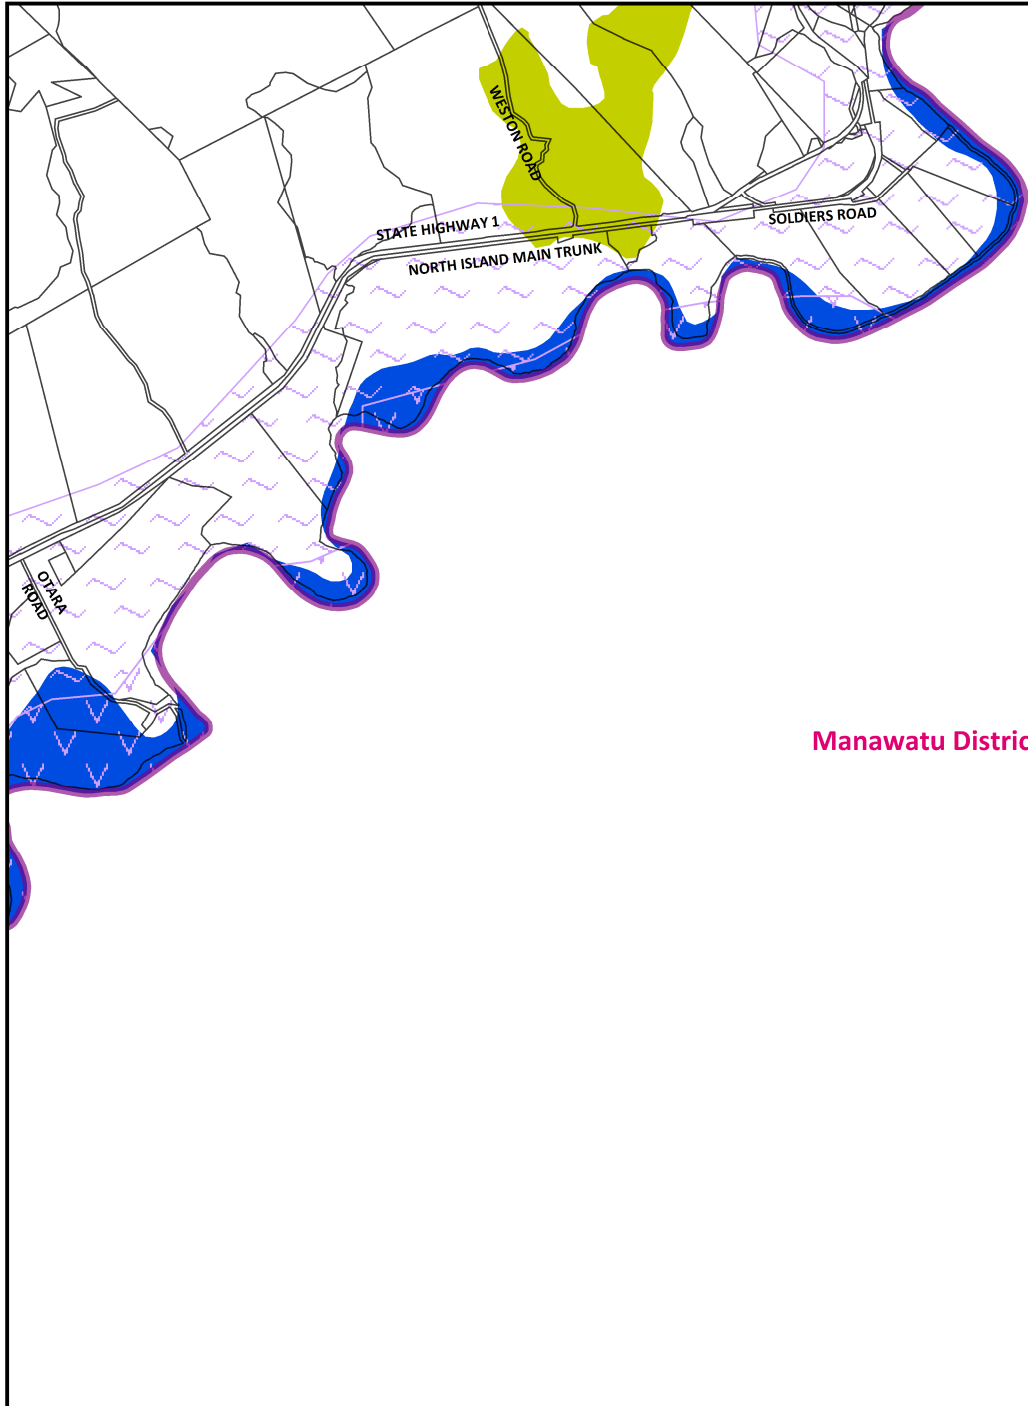 WESTON ROAD
STATE HIGHWAY 1
SOLDIERS ROAD
NORTH ISLAND MAIN TRUNK
OTARA
ROAD
Manawatu Distric